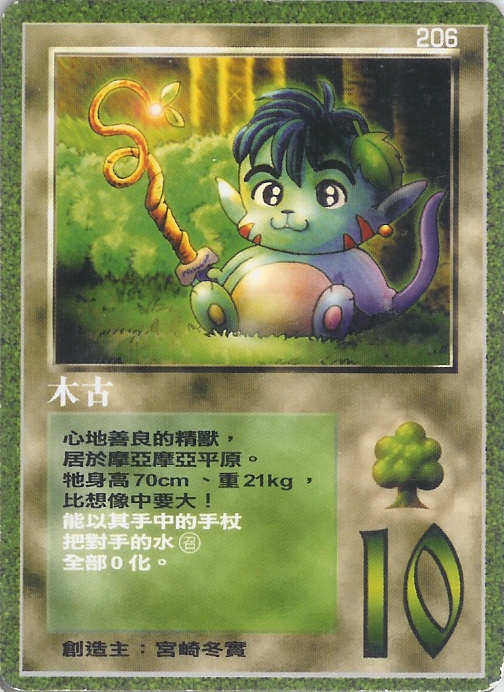 206
木古
心地善良的精獸，
居於摩亞摩亞平原。
牠身高70cm、重21kg，
比想像中要大！
能以其手中的手杖
把對手的水㊁
全部0化。
10
創造主：宮崎冬實